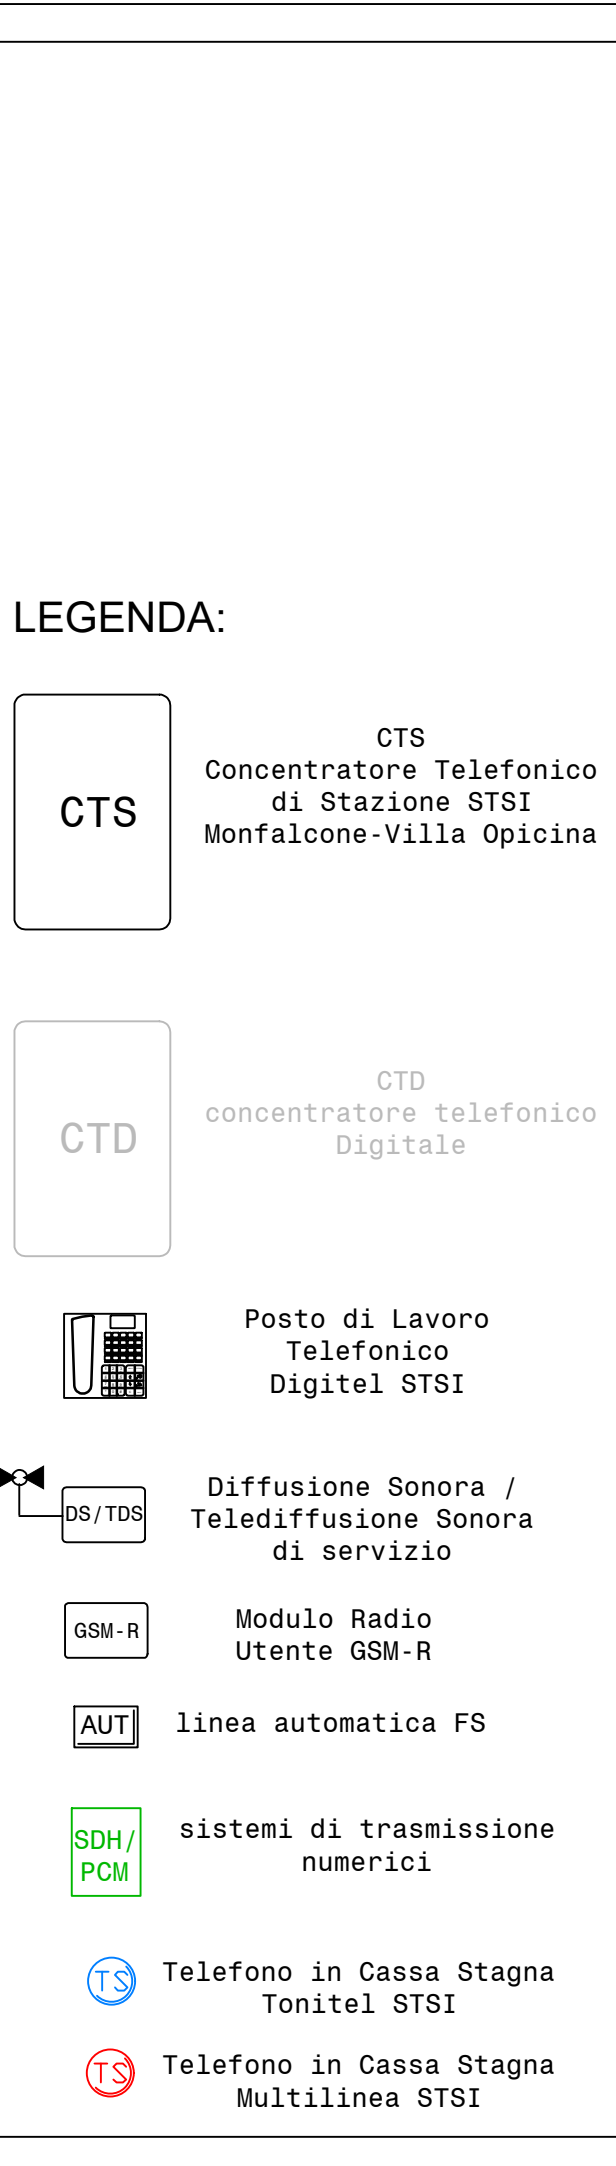 LEGENDA:
CTS
CTS
Concentratore Telefonico
di Stazione STSI
Monfalcone-Villa Opicina
CTD
CTD
concentratore telefonico
Digitale
Posto di Lavoro
Telefonico
Digitel STSI
DS/TDS
Diffusione Sonora /
Telediffusione Sonora
di servizio
GSM-R
Modulo Radio
Utente GSM-R
AUT
linea automatica FS
SDH/
PCM
sistemi di trasmissione
numerici
TS
Telefono in Cassa Stagna
Tonitel STSI
TS
Telefono in Cassa Stagna
Multilinea STSI